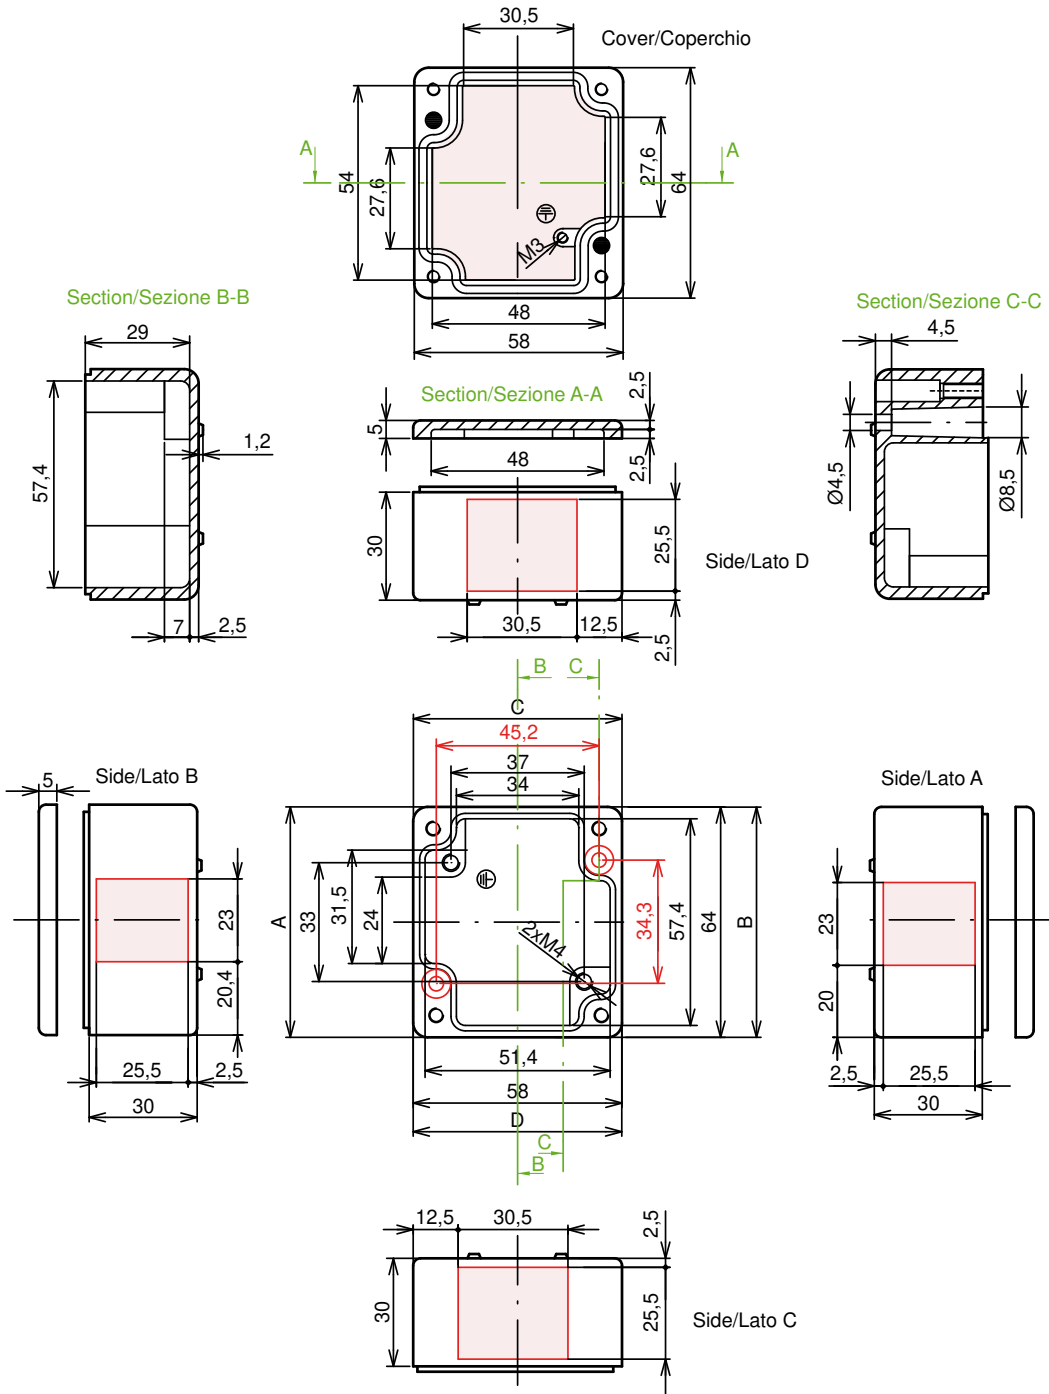 30,5
Cover/Coperchio
A
A
54
27,6
27,6
64
M3
48
58
Section/Sezione B-B
29
57,4
1,2
7
2,5
Section/Sezione A-A
5
2,5
2,5
48
30
25,5
Side/Lato D
30,5
12,5
2,5
Section/Sezione C-C
4,5
Ø4,5
Ø8,5
B
C
C
45,2
37
34
5
Side/Lato B
23
20,4
25,5
2,5
30
A
33
31,5
24
2xM4
34,3
57,4
64
B
51,4
58
D
C
B
Side/Lato A
23
20
2,5
25,5
30
12,5
30,5
2,5
30
25,5
Side/Lato C